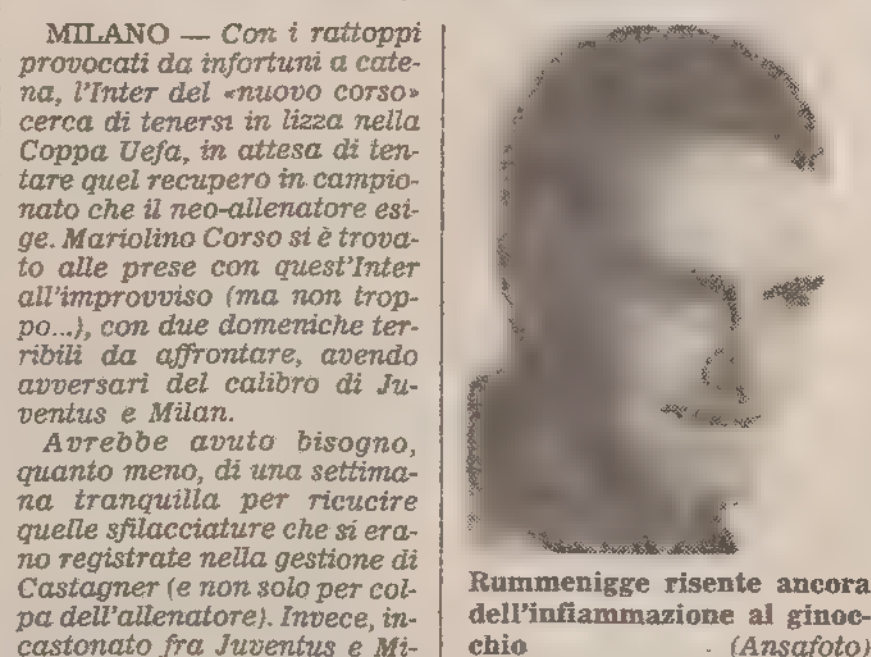 MILANO — Con i rattoppi
provocati da infortuni a cate-
na, l'Inter del «nuovo corso»
cerca di tenersi in lizza nella
Coppa Uefa, in attesa di ten-
tare quel recupero in campio-
nato che il neo-allenatore esi-
ge. Mariolino Corso si è trova-
to alle prese con quest'Inter
all'improvviso (ma non trop-
po...), con due domeniche ter-
ribili da affrontare, avendo
avversari del calibro di Ju-
ventus e Milan.
Avrebbe avuto bisogno,
quanto meno, di una settima-
na tranquilla per ricucire
quelle sfilacciature che si era-
no registrate nella gestione di
Castagner (e non solo per col-
pa dell'allenatore). Invece, in-
castonato fra Juventus e Mi-
Rummenigge risente ancora
dell'infiammazione al ginoc-
chio (Ansafoto)